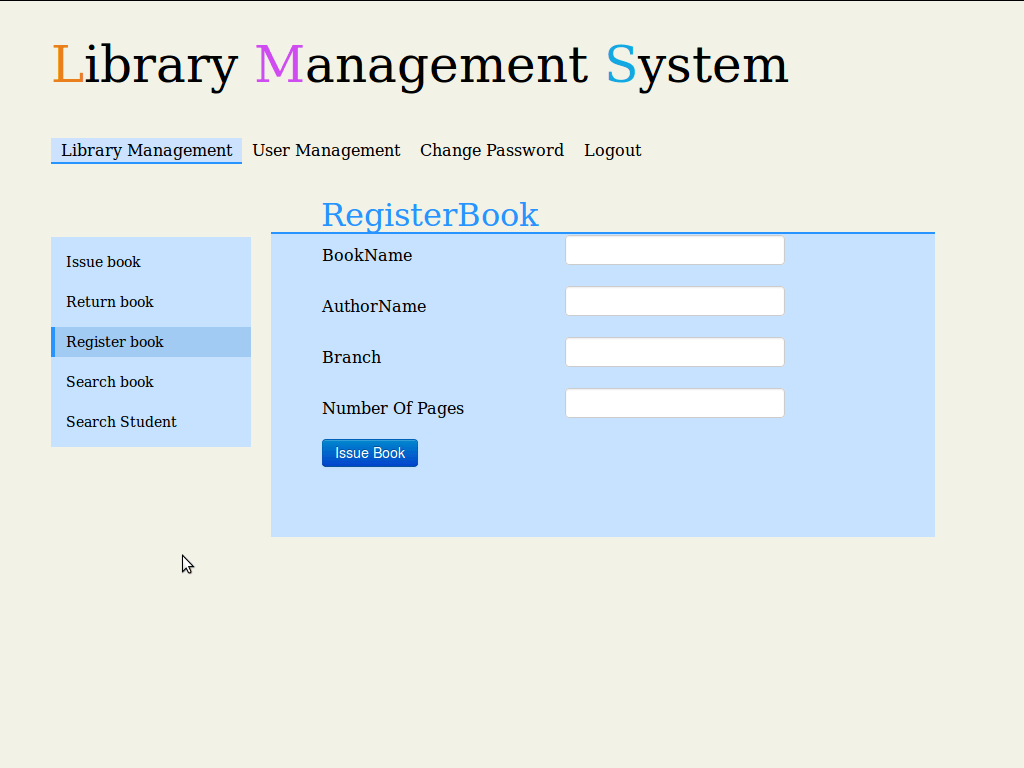 Library Management System
Library Management User Management Change Password Logout
RegisterBook
Issue book
Return book
Register book
Search book
Search Student
BookName
AuthorName
Branch
Number Of Pages
Issue Book